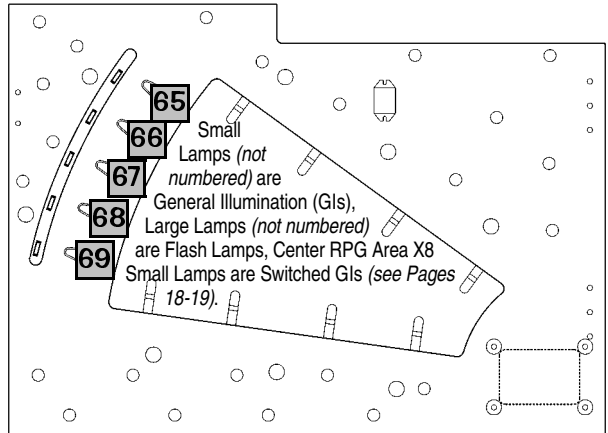 65
66
67
68
69
Small
Lamps (not
numbered) are
General Illumination (GIs),
Large Lamps (not numbered)
are Flash Lamps, Center RPG Area X8
Small Lamps are Switched GIs (see Pages
18-19).